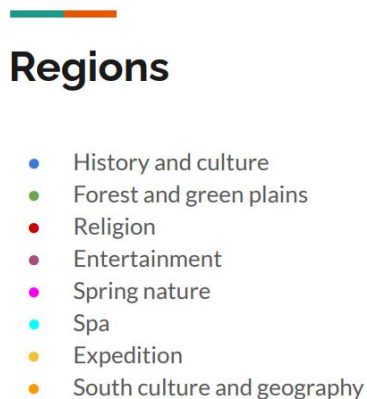 Regions
History and culture
Forest and green plains
Religion
Entertainment
Spring nature
Spa
Expedition
South culture and geography